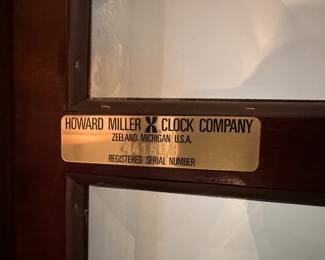 HOWARD MILLER CLOCK COMPANY
ZEELAND, MICHIGAN U.S.A.
REGISTERED SERIAL NUMBER